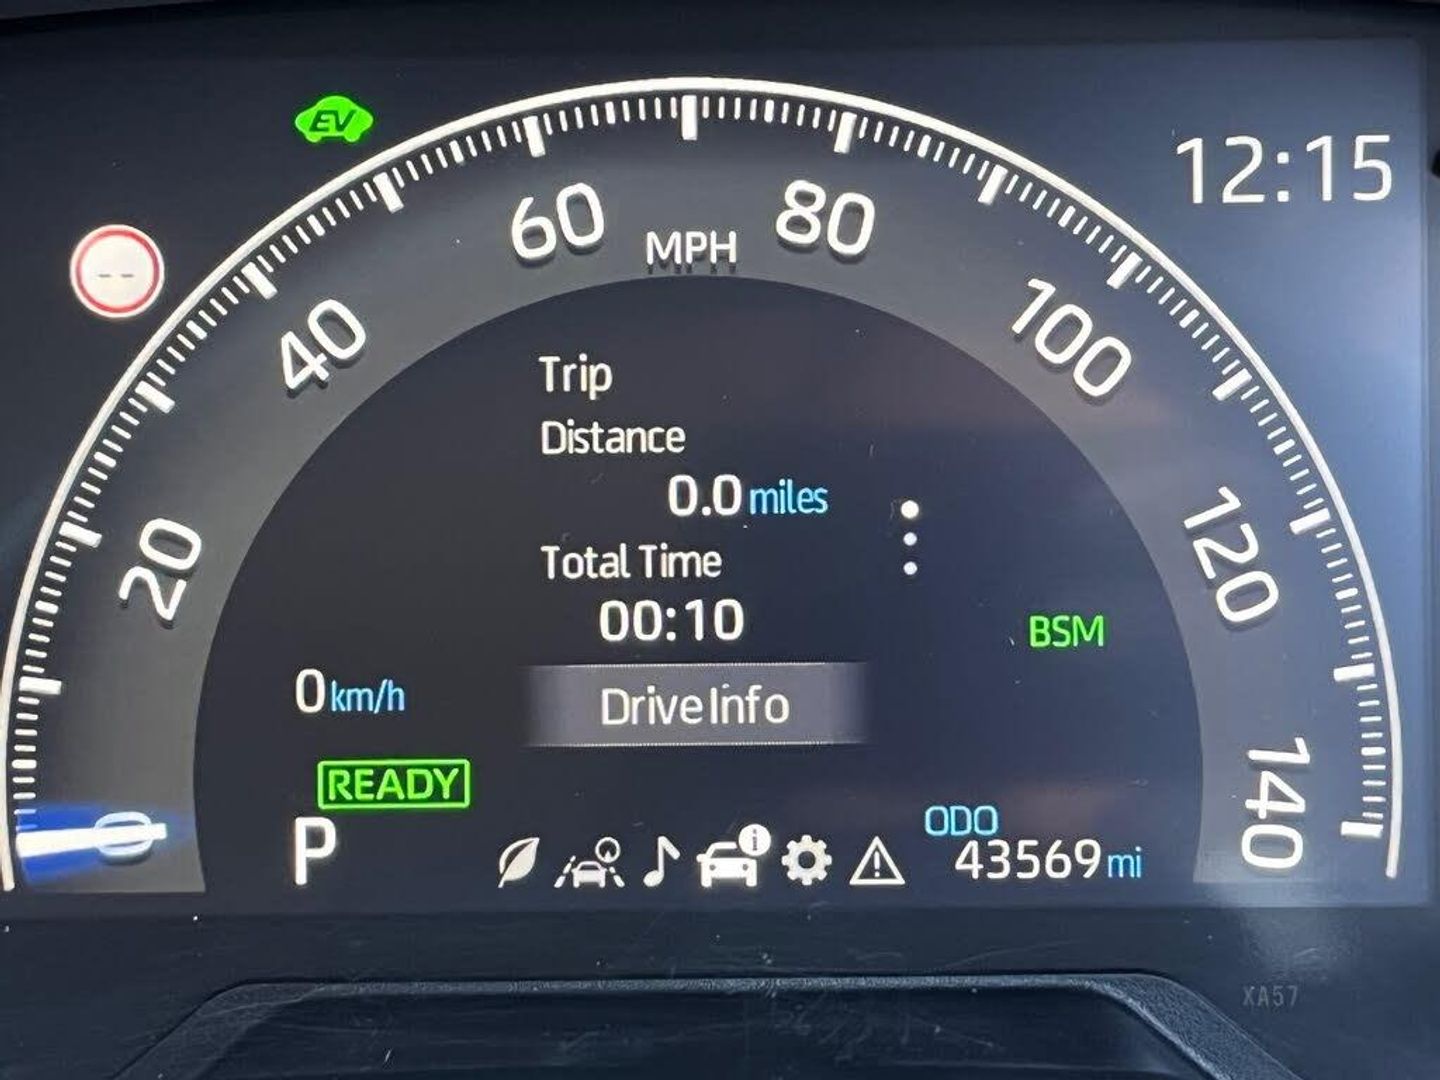 EV
12:15
--
0
20
40
60
80
100
120
140
MPH
Trip
Distance
0.0 miles
Total Time
00:10
BSM
0 km/h
Drive Info
READY
P
i
ODO
43569 mi
XA57